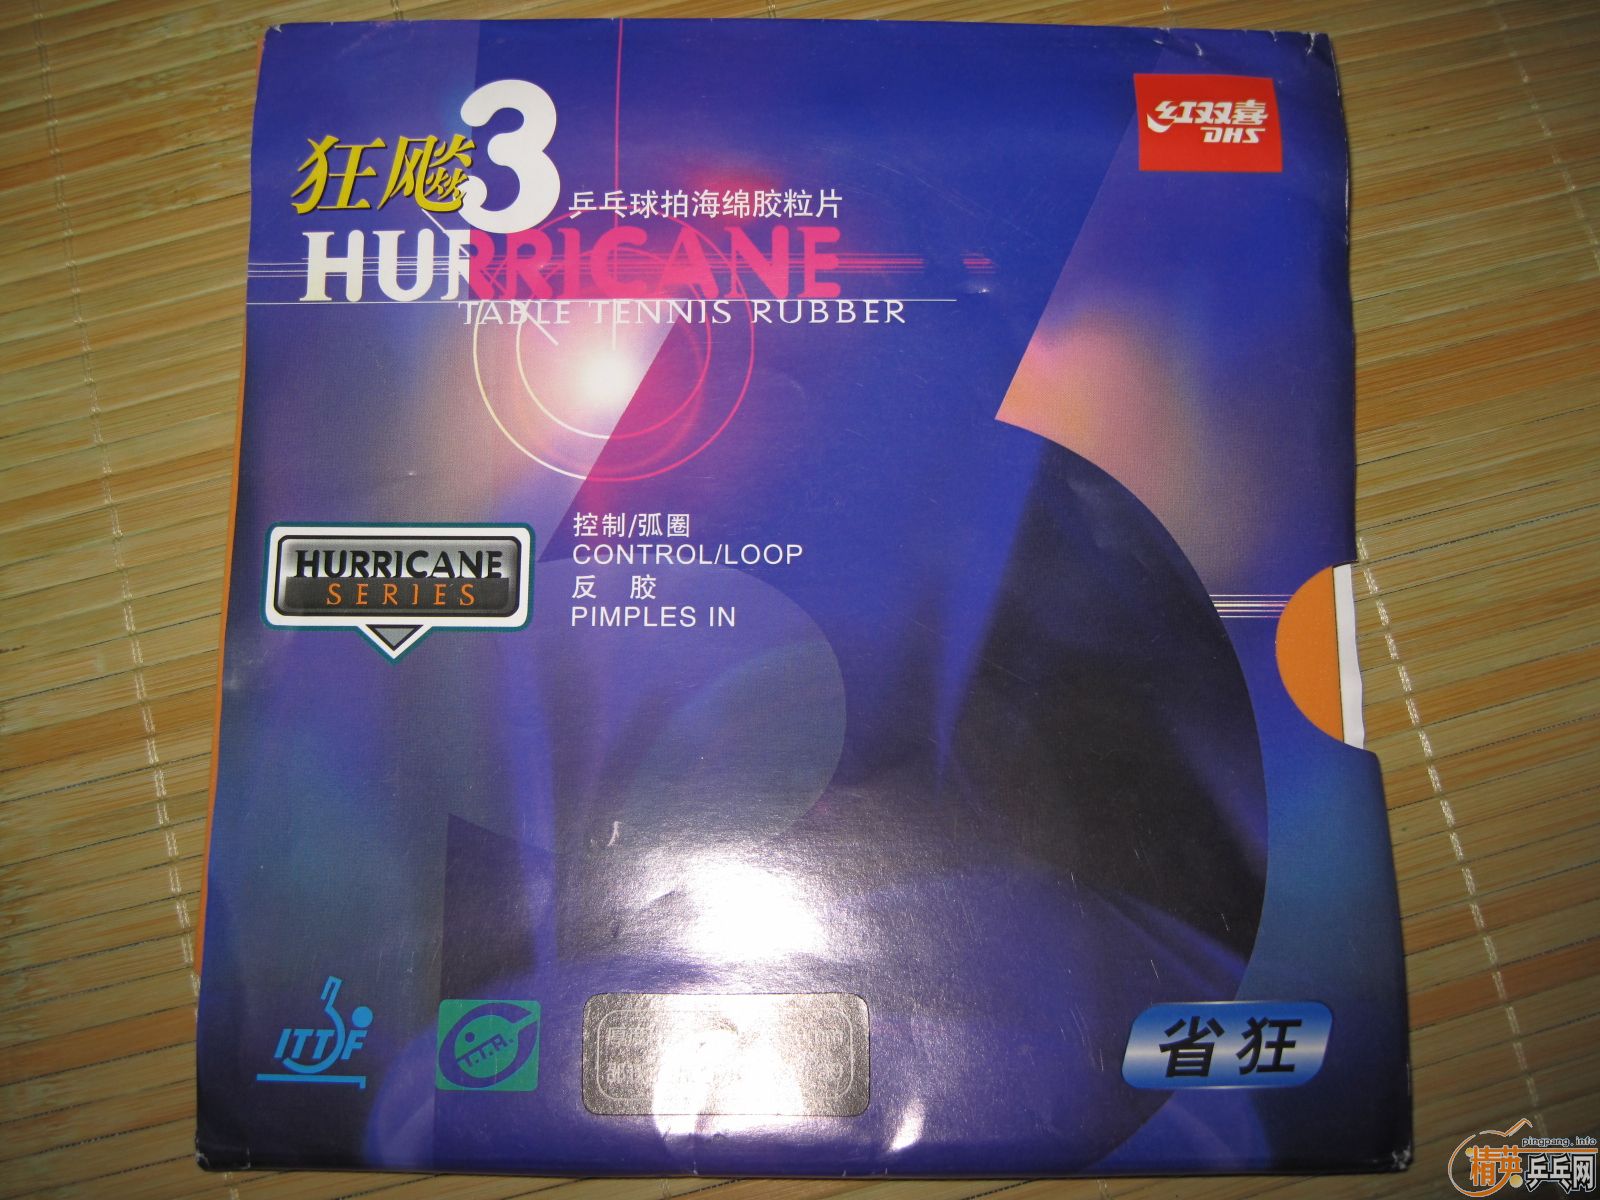 狂飚3
乒乓球拍海绵胶粒片
HURRICANE
TABLE TENNIS RUBBER
红双喜
DHS
控制/弧圈
CONTROL/LOOP
反 胶
PIMPLES IN
HURRICANE
SERIES
ITTF
T.T.A.
省狂
pingpang.info
精英乒乓网